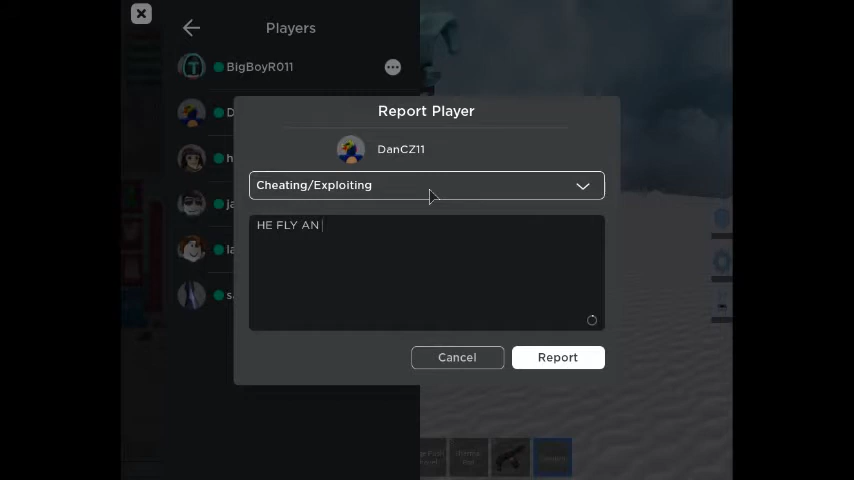 Players
BigBoyR011
Report Player
DanCZ11
Cheating/Exploiting
HE FLY AN
Cancel
Report